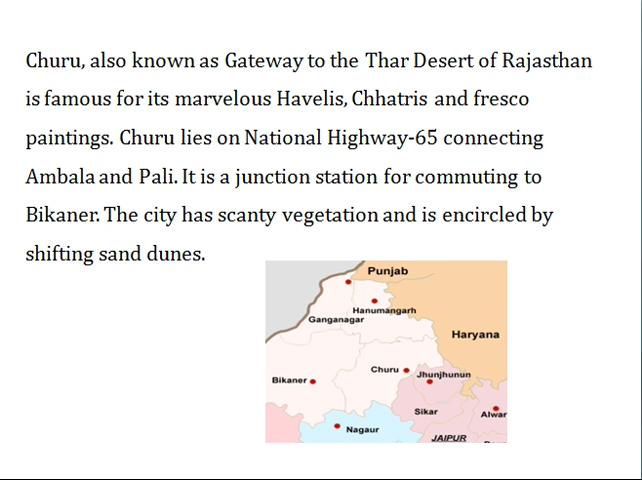 Churu, also known as Gateway to the Thar Desert of Rajasthan
is famous for its marvelous Havelis, Chhatris and fresco
paintings. Churu lies on National Highway-65 connecting
Ambala and Pali. It is a junction station for commuting to
Bikaner. The city has scanty vegetation and is encircled by
shifting sand dunes.
Punjab
Hanumangarh
Ganganagar
Haryana
Churu
Jhunjhunun
Bikaner
Sikar
Alwar
Nagaur
JAIPUR